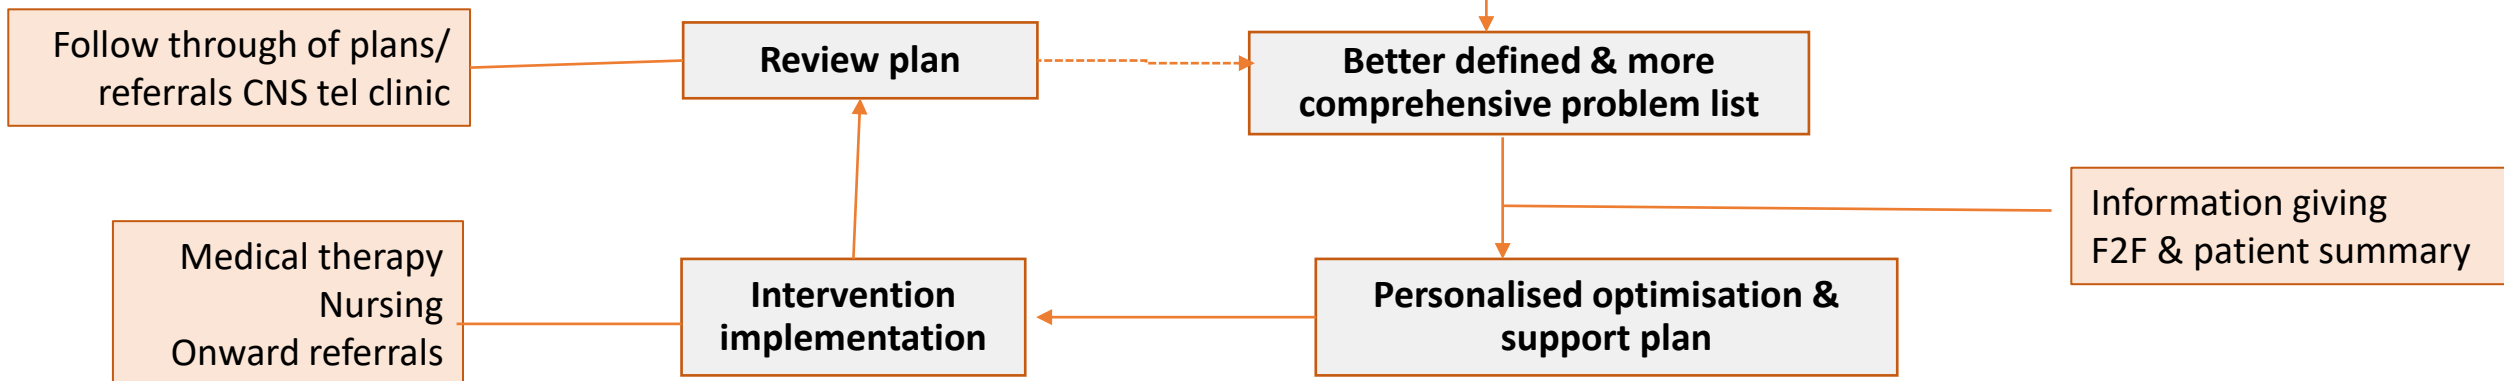 Follow through of plans/
referrals CNS tel clinic
Review plan
Better defined & more
comprehensive problem list
Information giving
F2F & patient summary
Medical therapy
Nursing
Onward referrals
Intervention
implementation
Personalised optimisation &
support plan